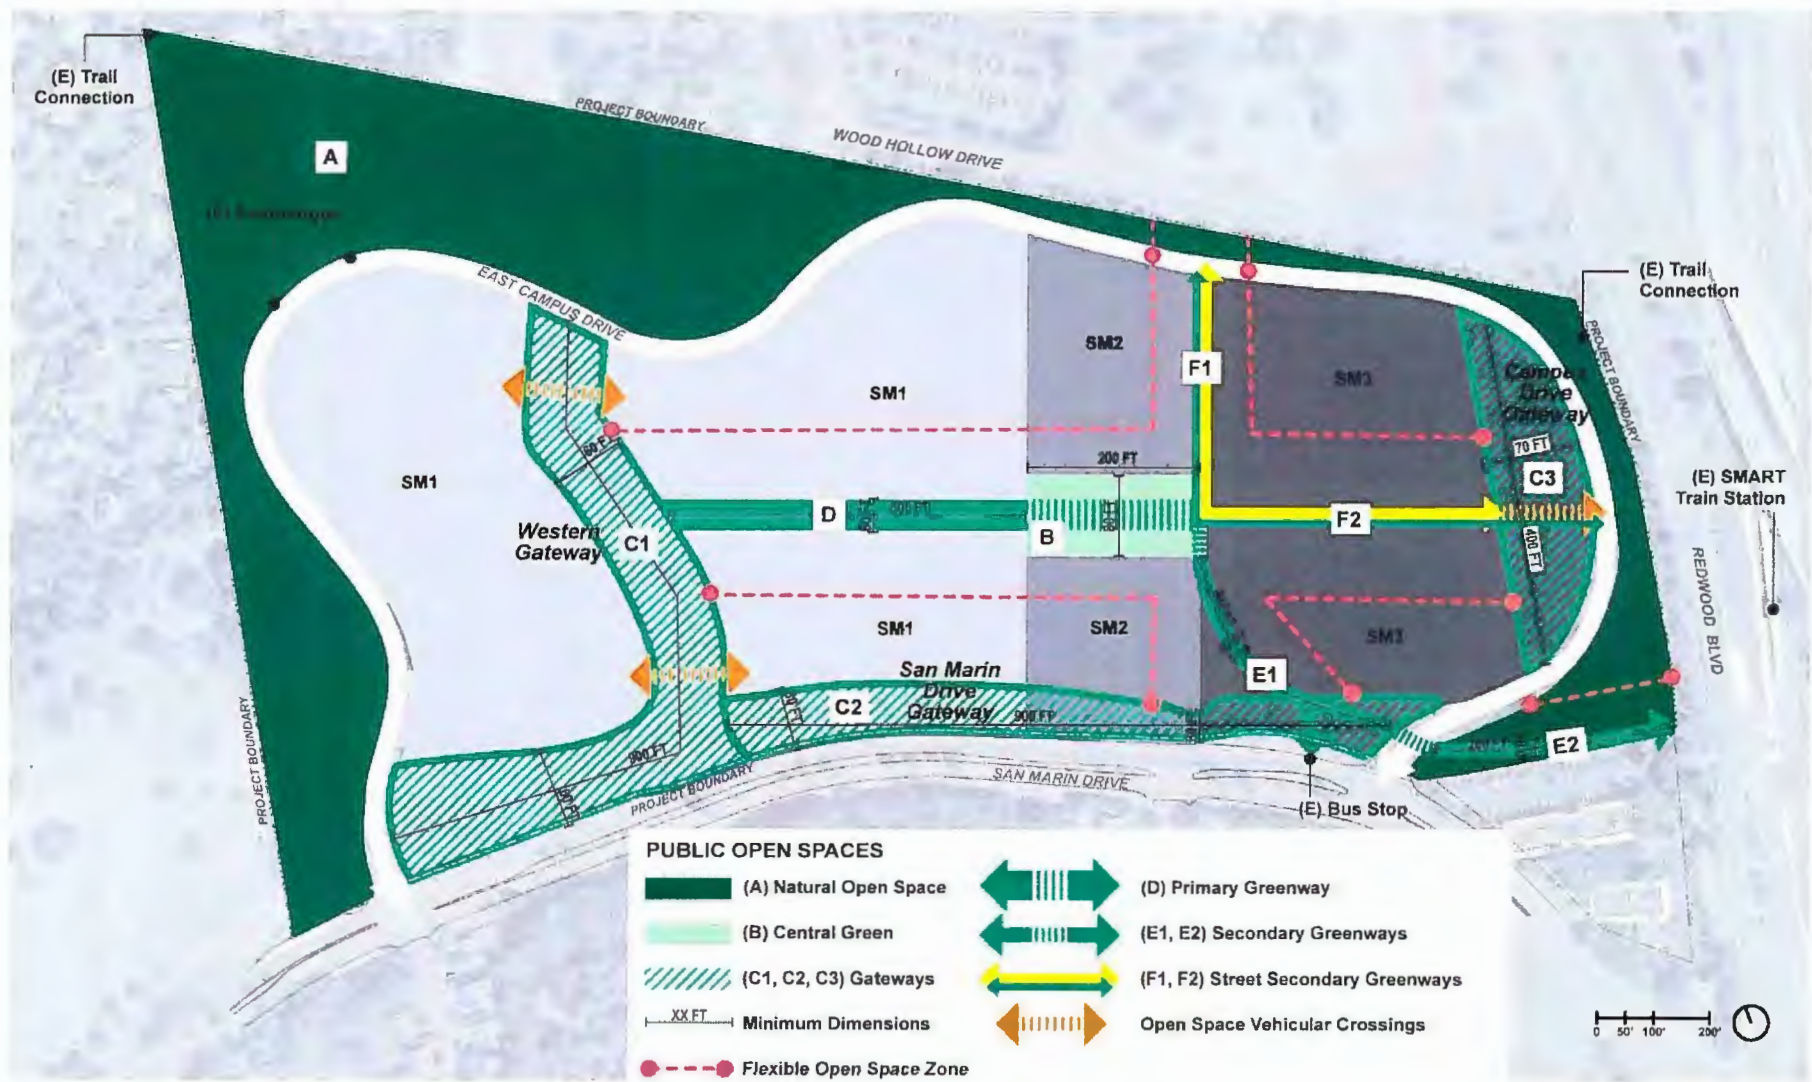 (E) Trail
Connection
PROJECT BOUNDARY
WOOD HOLLOW DRIVE
A
EAST CAMPUS DRIVE
(E) Trail
Connection
PROJECT BOUNDARY
SM2
F1
SM3
Campus
Drive
Gateway
SM1
60 FT
SM1
200 FT
70 FT
C3
(E) SMART
Train Station
Western
Gateway
C1
D
B
F2
400 FT
REDWOOD BLVD
SM1
SM2
SM3
San Marin
Drive
Gateway
E1
C2
900 FT
E2
900 FT
PROJECT BOUNDARY
PROJECT BOUNDARY
SAN MARIN DRIVE
(E) Bus Stop
PUBLIC OPEN SPACES
(A) Natural Open Space
(D) Primary Greenway
(B) Central Green
(E1, E2) Secondary Greenways
(C1, C2, C3) Gateways
(F1, F2) Street Secondary Greenways
XX FT
Minimum Dimensions
Open Space Vehicular Crossings
Flexible Open Space Zone
0 50' 100' 200'